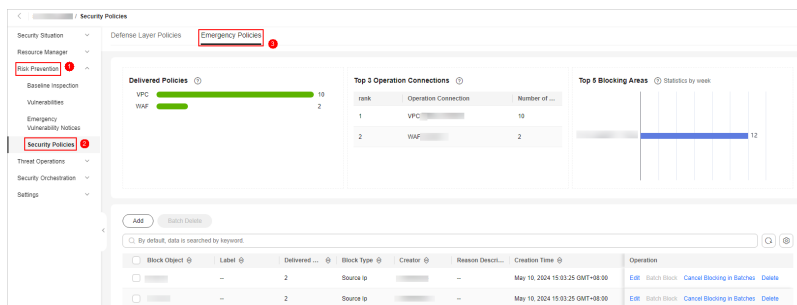 / Security Policies
Security Situation
Resource Manager
Risk Prevention 1
Baseline Inspection
Vulnerabilities
Emergency
Vulnerability Notices
Security Policies 2
Threat Operations
Security Orchestration
Settings
Defense Layer Policies Emergency Policies 3
Delivered Policies
VPC 10
WAF 2
Top 3 Operation Connections
rank Operation Connection Number of ...
1 VPC 10
2 WAF 2
Top 5 Blocking Areas Statistics by week
12
Add Batch Delete
By default, data is searched by keyword.
Block Object Label Delivered ... Block Type Creator Reason Descri... Creation Time Operation
-- 2 Source Ip -- May 10, 2024 15:03:25 GMT+08:00 Edit Batch Block Cancel Blocking in Batches Delete
-- 2 Source Ip -- May 10, 2024 15:03:25 GMT+08:00 Edit Batch Block Cancel Blocking in Batches Delete